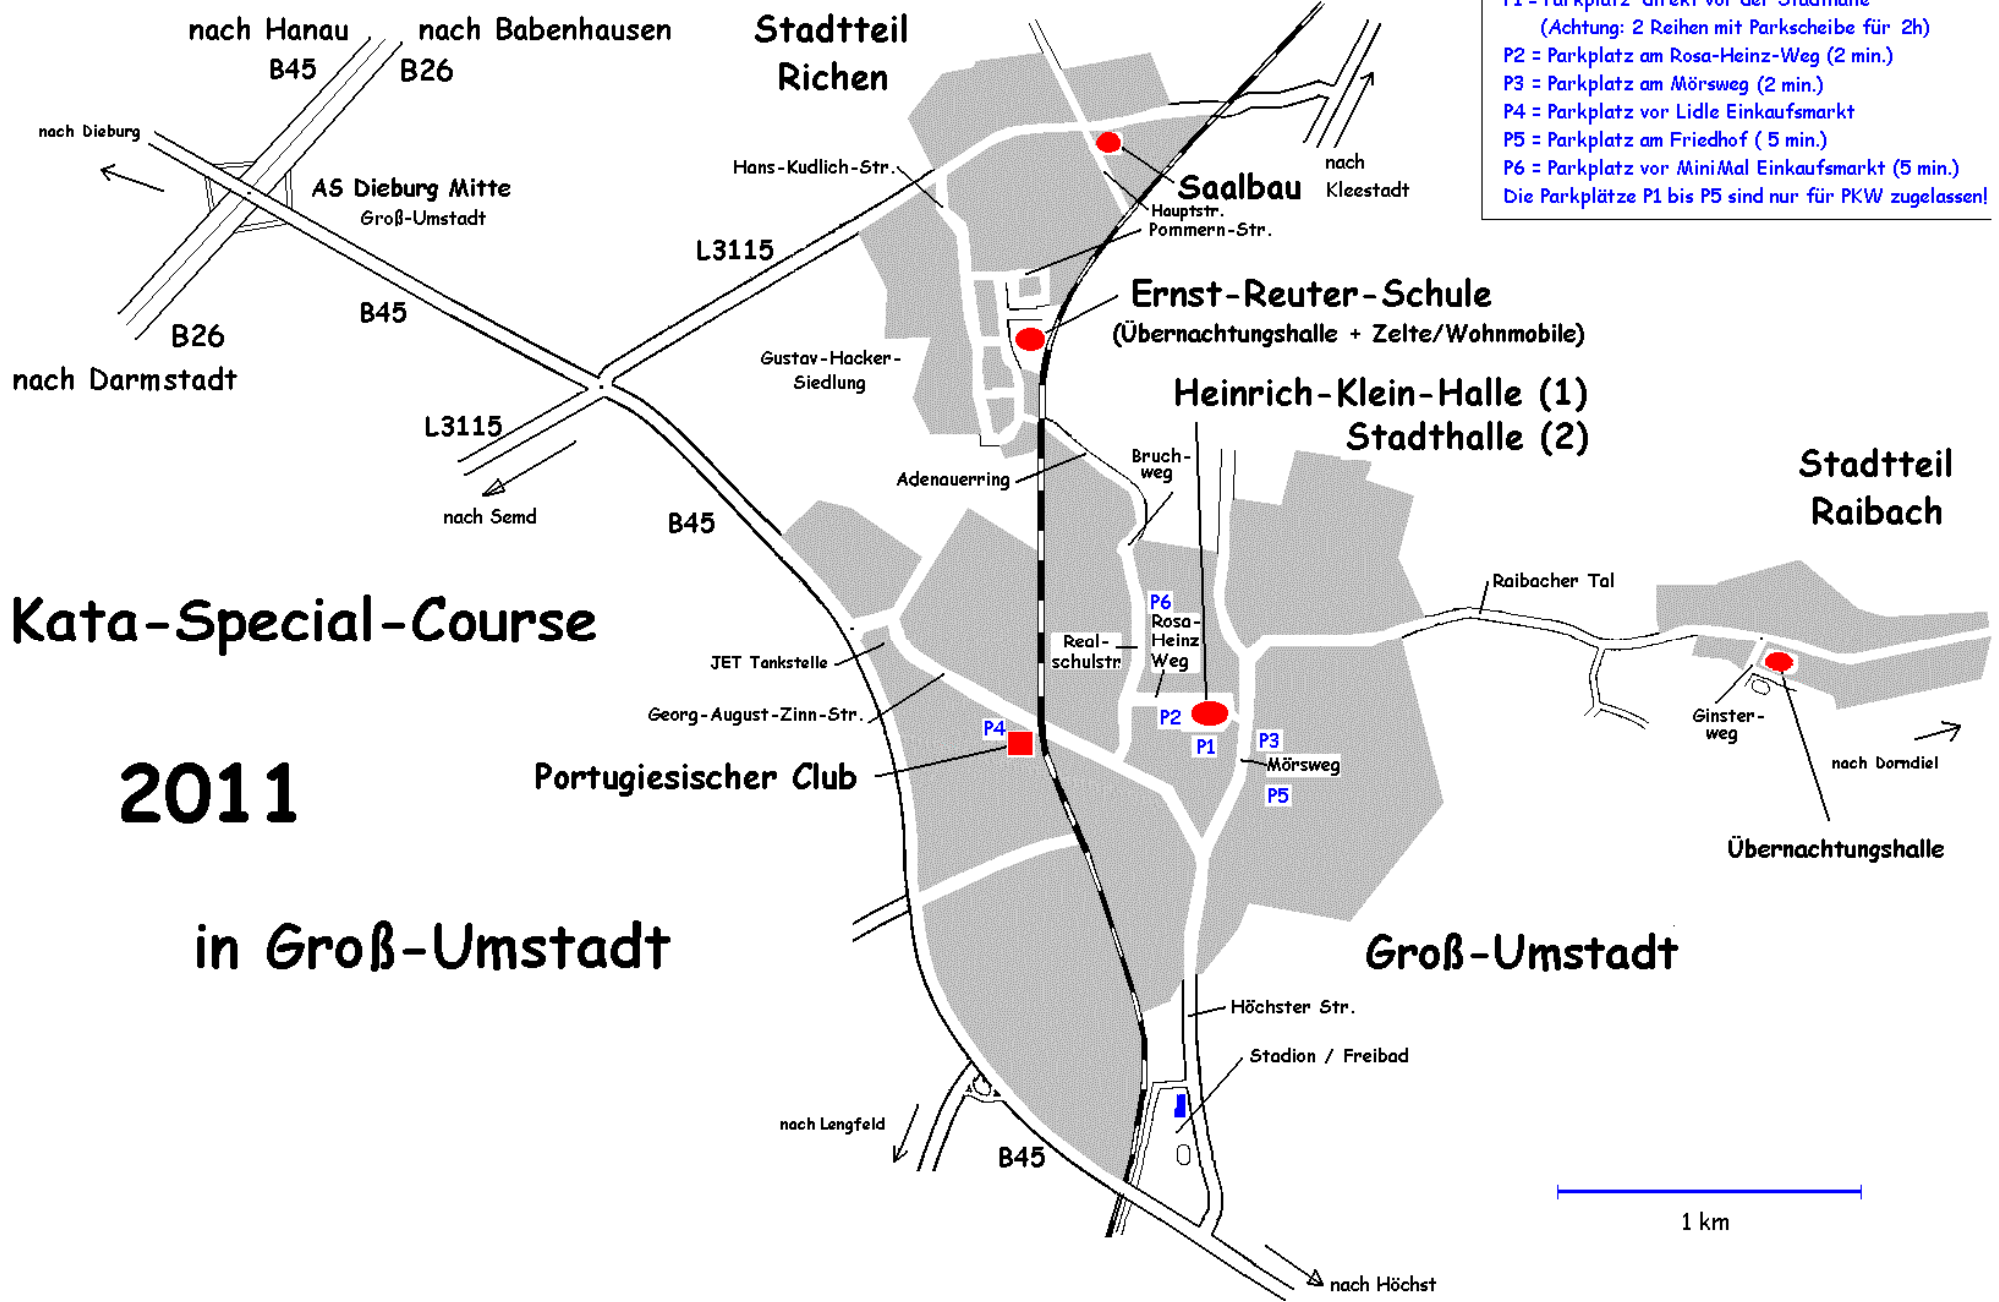 nach Hanau
B45
nach Babenhausen
B26
Stadtteil
Richen
(Achtung: 2 Reihen mit Parkscheibe für 2h)
P2 = Parkplatz am Rosa-Heinz-Weg (2 min.)
P3 = Parkplatz am Mörsweg (2 min.)
P4 = Parkplatz vor Lidle Einkaufsmarkt
P5 = Parkplatz am Friedhof ( 5 min.)
P6 = Parkplatz vor MiniMal Einkaufsmarkt (5 min.)
Die Parkplätze P1 bis P5 sind nur für PKW zugelassen!
nach Dieburg
AS Dieburg Mitte
Groß-Umstadt
Hans-Kudlich-Str.
Saalbau
nach
Kleestadt
Hauptstr.
Pommern-Str.
L3115
B45
B26
nach Darmstadt
Ernst-Reuter-Schule
(Übernachtungshalle + Zelte/Wohnmobile)
Gustav-Hacker-
Siedlung
Heinrich-Klein-Halle (1)
Stadthalle (2)
L3115
nach Semd
B45
Adenauerring
Bruch-
weg
Stadtteil
Raibach
Kata-Special-Course
2011
in Groß-Umstadt
Raibacher Tal
P6
Rosa-
Heinz
Weg
Real-
schulstr
JET Tankstelle
Georg-August-Zinn-Str.
P4
P2
P1
P3
Mörsweg
P5
Portugiesischer Club
Ginster-
weg
nach Dorndiel
Übernachtungshalle
Groß-Umstadt
Höchster Str.
Stadion / Freibad
nach Lengfeld
B45
1 km
nach Höchst